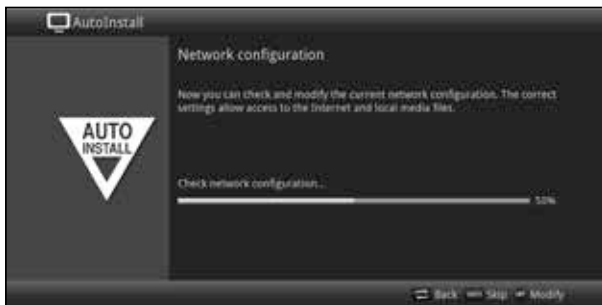 AutoInstall
Network configuration
Now you can check and modify the current network configuration. The correct
settings allow access to the Internet and local media files.
AUTO
INSTALL
Check network configuration...
50%
Back Skip Modify